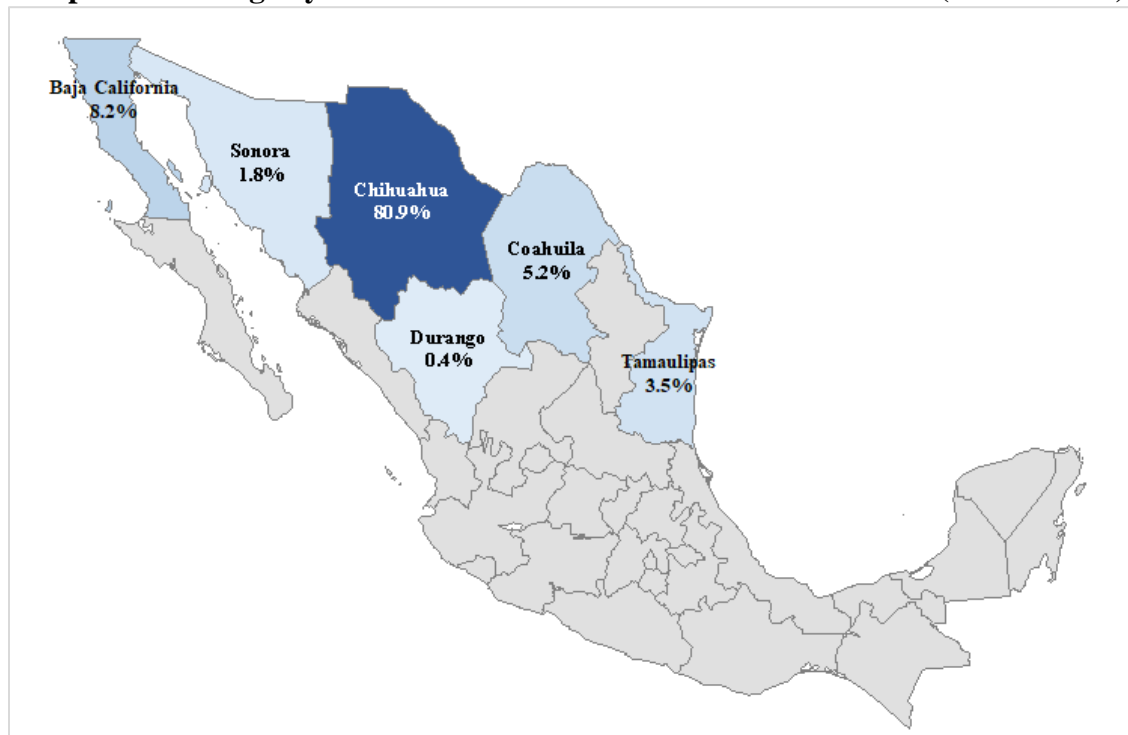 Baja California
8.2%
Sonora
1.8%
Chihuahua
80.9%
Coahuila
5.2%
Durango
0.4%
Tamaulipas
3.5%